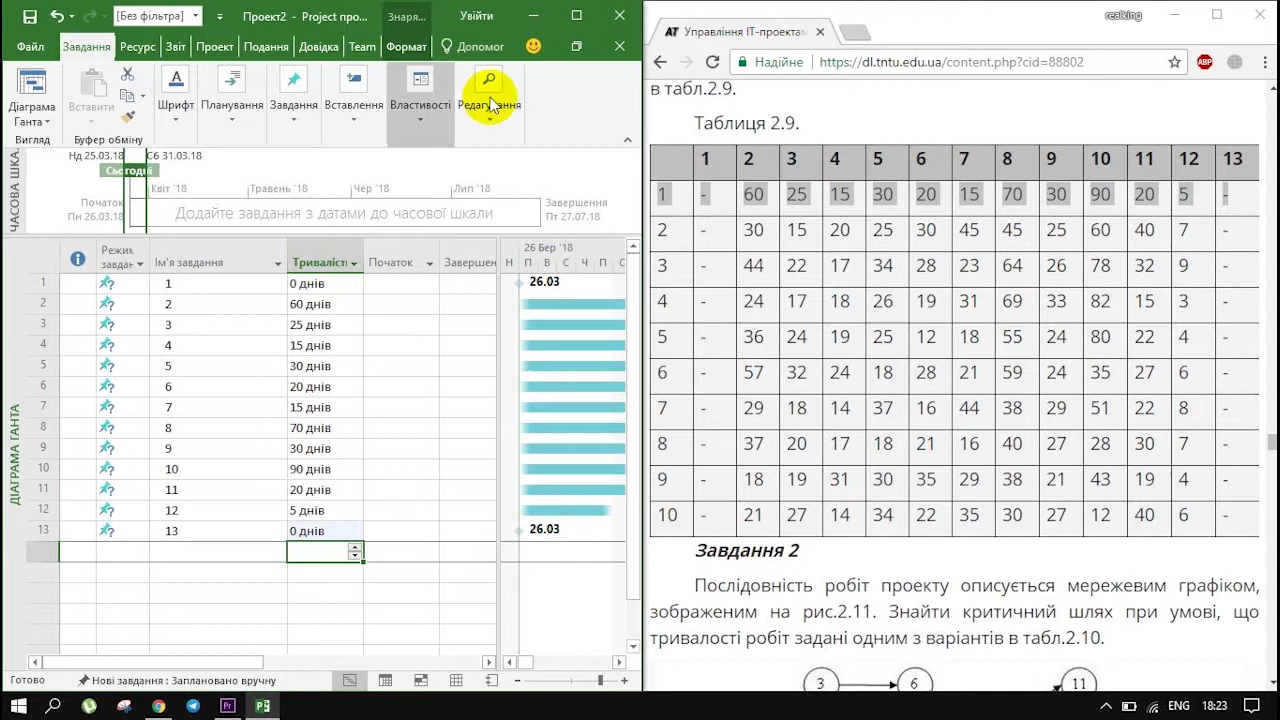 [Без фільтра]
Проект2 - Project про...
Знаря...
Увійти
Файл Завдання Ресурс Звіт Проект Подання Довідка Team Формат Допомог
Діаграма Ганта
Вставити
Шрифт
Планування
Завдання
Вставлення
Властивості
Редагування
Вигляд
Буфер обміну
ЧАСОВА ШКА
Нд 25.03.18 Сб 31.03.18
Сьогодні
Квіт '18 Травень '18 Чер '18 Лип '18
Початок
Пн 26.03.18
Додайте завдання з датами до часової шкали
Завершення
Пт 27.07.18
ДІАГРАМА ГАНТА
26 Бер '18
Режим завдан Ім'я завдання Тривалість Початок Завершен Н П В С Ч П С
1 1 0 днів 26.03
2 2 60 днів
3 3 25 днів
4 4 15 днів
5 5 30 днів
6 6 20 днів
7 7 15 днів
8 8 70 днів
9 9 30 днів
10 10 90 днів
11 11 20 днів
12 12 5 днів
13 13 0 днів 26.03
Готово
Нові завдання : Заплановано вручну
realking
Управління ІТ-проектам
Надійне
https://dl.tntu.edu.ua/content.php?cid=88802
ABP
в табл.2.9.
Таблиця 2.9.
1 2 3 4 5 6 7 8 9 10 11 12 13
1 - 60 25 15 30 20 15 70 30 90 20 5 -
2 - 30 15 20 25 30 45 45 25 60 40 7 -
3 - 44 22 17 34 28 23 64 26 78 32 9 -
4 - 24 17 18 26 19 31 69 33 82 15 3 -
5 - 36 24 19 25 12 18 55 24 80 22 4 -
6 - 57 32 24 18 28 21 59 24 35 27 6 -
7 - 29 18 14 37 16 44 38 29 51 22 8 -
8 - 37 20 17 18 21 16 40 27 28 30 7 -
9 - 18 19 31 30 35 29 38 21 43 19 4 -
10 - 21 27 14 34 22 35 30 27 12 40 6 -
Завдання 2
Послідовність робіт проекту описується мережевим графіком,
зображеним на рис.2.11. Знайти критичний шлях при умові, що
тривалості робіт задані одним з варіантів в табл.2.10.
3 6 11
ENG 18:23